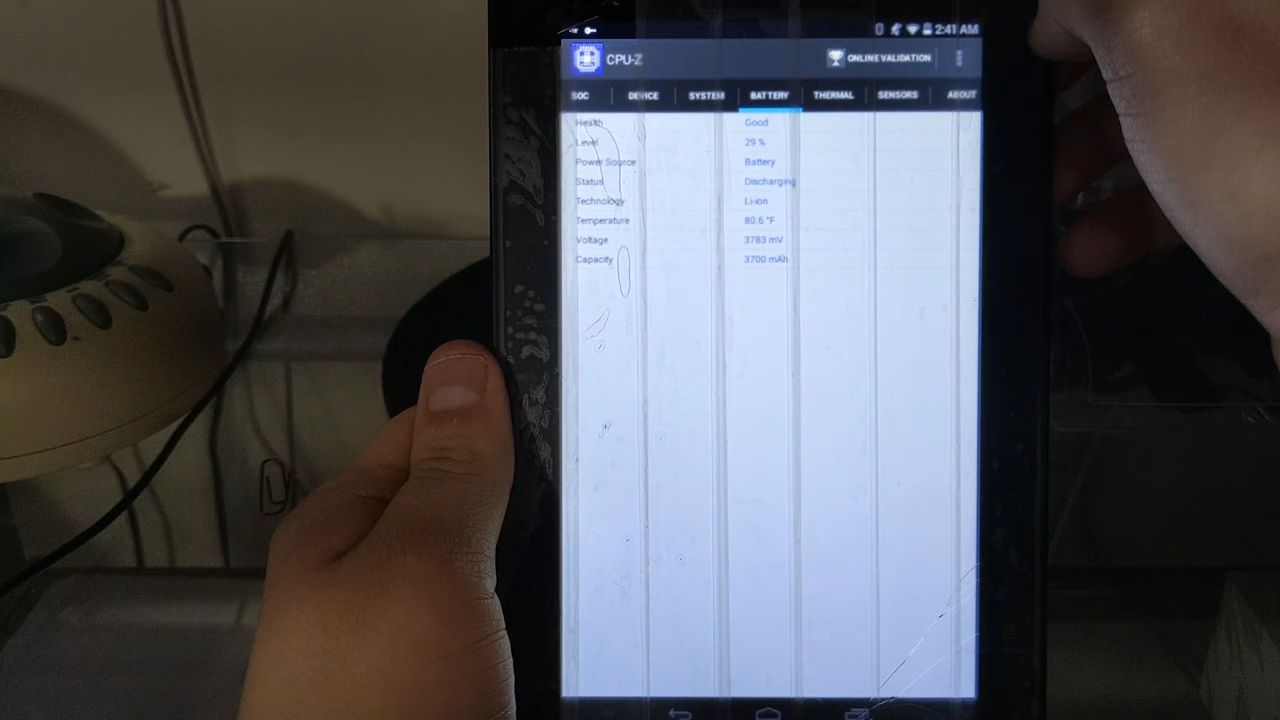 2:41 AM
CPU-Z ONLINE VALIDATION
SOC DEVICE SYSTEM BATTERY THERMAL SENSORS ABOUT
Health Good
Level 29 %
Power Source Battery
Status Discharging
Technology Li-ion
Temperature 80.6 °F
Voltage 3783 mV
Capacity 3700 mAh